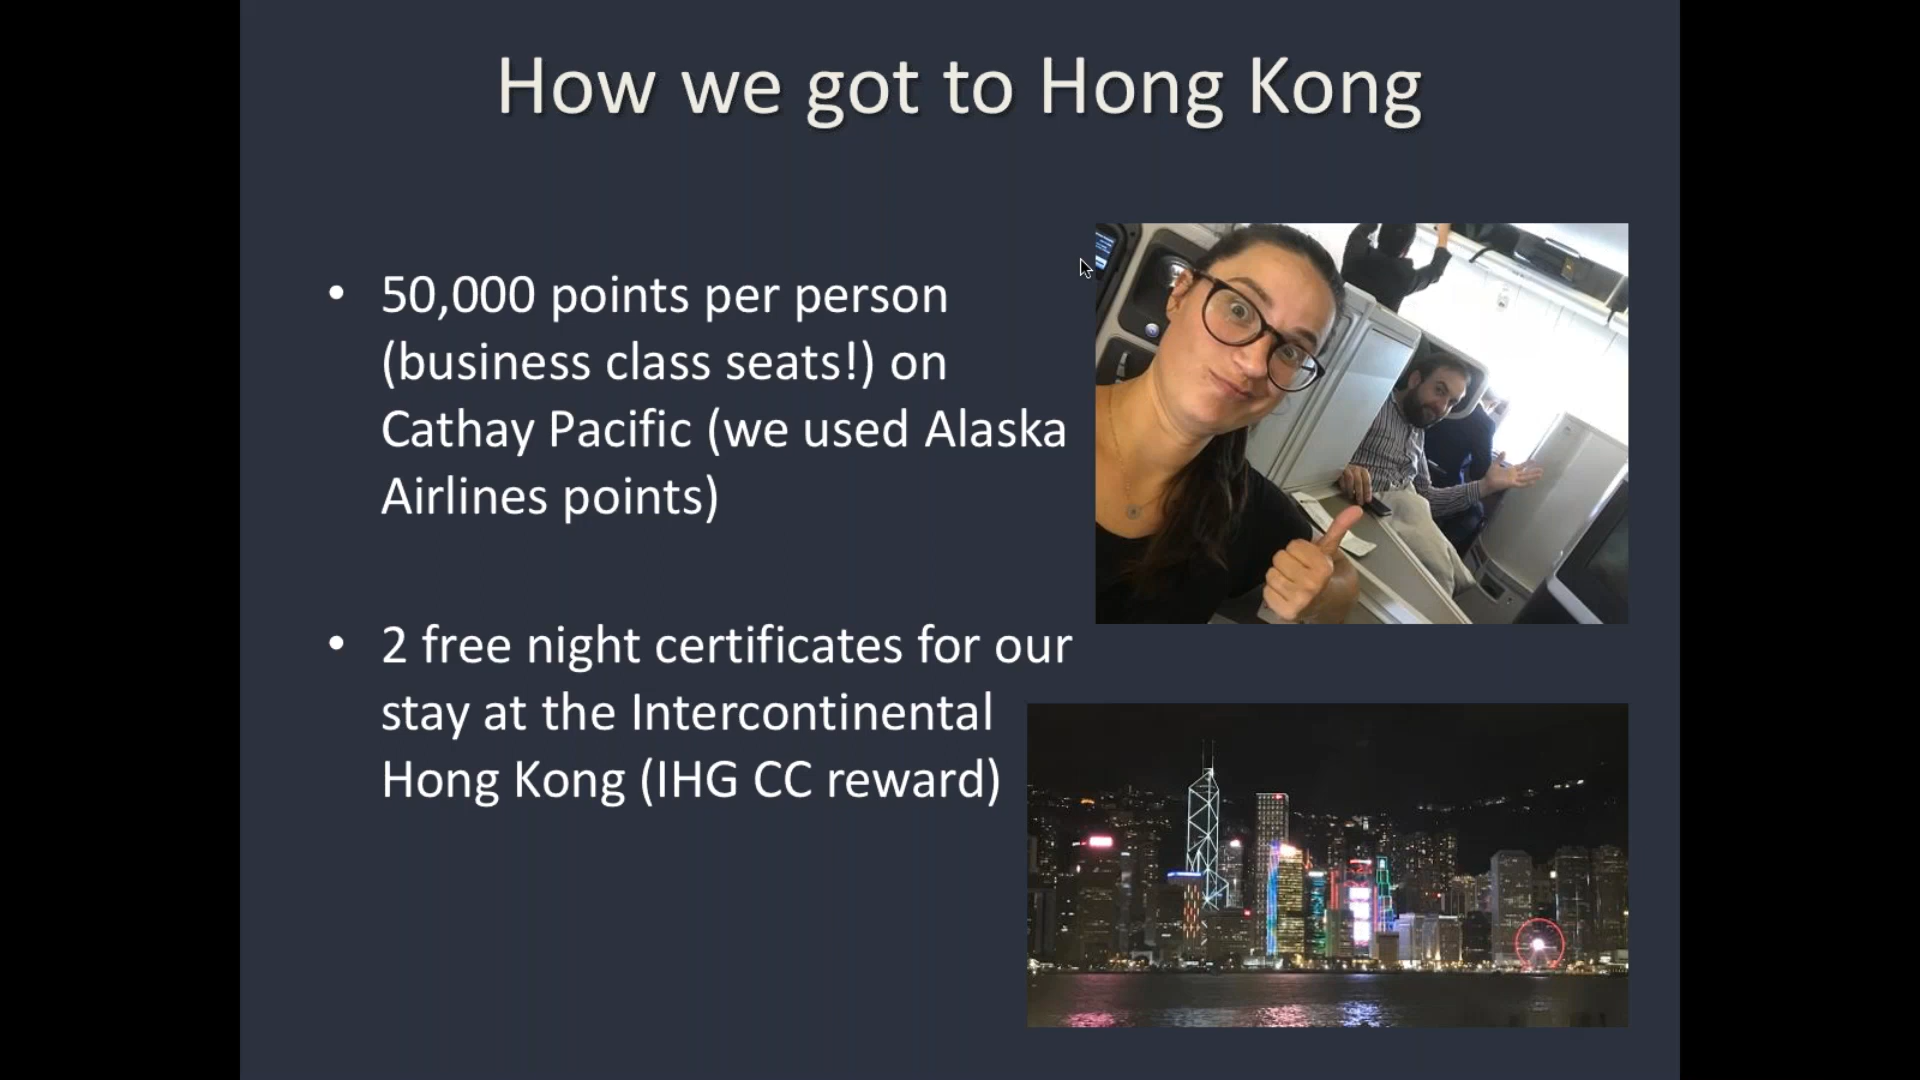 How we got to Hong Kong
• 50,000 points per person
(business class seats!) on
Cathay Pacific (we used Alaska
Airlines points)
• 2 free night certificates for our
stay at the Intercontinental
Hong Kong (IHG CC reward)